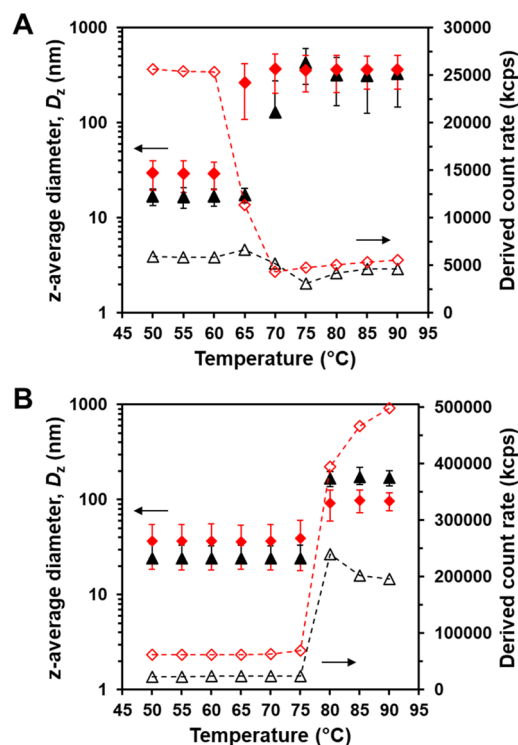 A
z-average diameter, Dz (nm)
1000
100
10
1
30000
25000
20000
15000
10000
5000
0
Derived count rate (kcps)
45 50 55 60 65 70 75 80 85 90 95
Temperature (°C)
B
z-average diameter, Dz (nm)
1000
100
10
1
500000
400000
300000
200000
100000
0
Derived count rate (kcps)
45 50 55 60 65 70 75 80 85 90 95
Temperature (°C)